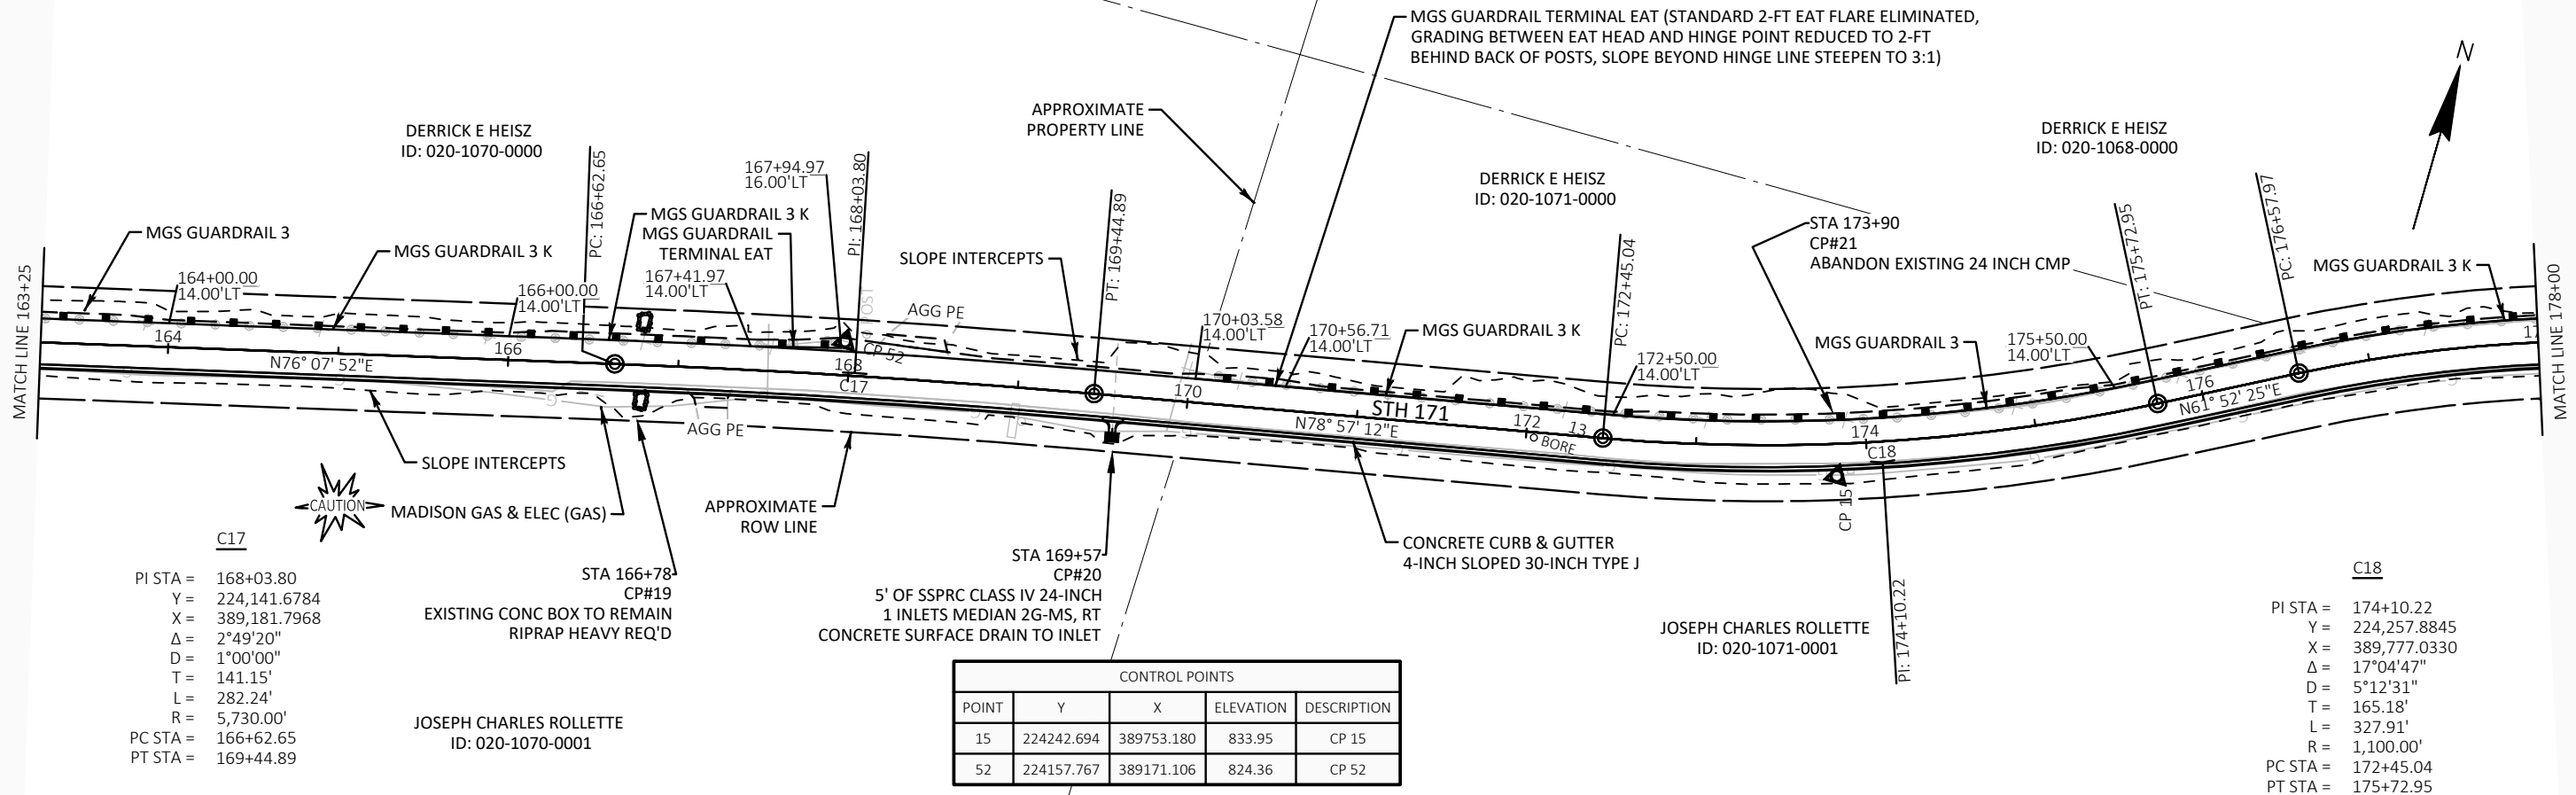 MGS GUARDRAIL TERMINAL EAT (STANDARD 2-FT EAT FLARE ELIMINATED,
GRADING BETWEEN EAT HEAD AND HINGE POINT REDUCED TO 2-FT
BEHIND BACK OF POSTS, SLOPE BEYOND HINGE LINE STEEPEN TO 3:1)
N
APPROXIMATE
PROPERTY LINE
DERRICK E HEISZ
ID: 020-1070-0000
DERRICK E HEISZ
ID: 020-1071-0000
DERRICK E HEISZ
ID: 020-1068-0000
MATCH LINE 163+25
MGS GUARDRAIL 3
164+00.00
14.00'LT
MGS GUARDRAIL 3 K
166+00.00
14.00'LT
PC: 166+62.65
MGS GUARDRAIL 3 K
MGS GUARDRAIL
TERMINAL EAT
167+41.97
14.00'LT
167+94.97
16.00'LT
PI: 168+03.80
SLOPE INTERCEPTS
AGG PE
PT: 169+44.89
170+03.58
14.00'LT
170+56.71
14.00'LT
MGS GUARDRAIL 3 K
PC: 172+45.04
172+50.00
14.00'LT
STA 173+90
CP#21
ABANDON EXISTING 24 INCH CMP
MGS GUARDRAIL 3
175+50.00
14.00'LT
PT: 175+72.95
PC: 176+57.97
MGS GUARDRAIL 3 K
MATCH LINE 178+00
164
N76° 07' 52"E
166
168
C17
CP 52
170
STH 171
N78° 57' 12"E
172
13
BORE
174
C18
176
N61° 52' 25"E
CP 15
PI: 174+10.22
AGG PE
SLOPE INTERCEPTS
CAUTION
MADISON GAS & ELEC (GAS)
APPROXIMATE
ROW LINE
STA 166+78
CP#19
EXISTING CONC BOX TO REMAIN
RIPRAP HEAVY REQ'D
STA 169+57
CP#20
5' OF SSPRC CLASS IV 24-INCH
1 INLETS MEDIAN 2G-MS, RT
CONCRETE SURFACE DRAIN TO INLET
CONCRETE CURB & GUTTER
4-INCH SLOPED 30-INCH TYPE J
JOSEPH CHARLES ROLLETTE
ID: 020-1071-0001
JOSEPH CHARLES ROLLETTE
ID: 020-1070-0001
C17
PI STA = 168+03.80
Y = 224,141.6784
X = 389,181.7968
Δ = 2°49'20"
D = 1°00'00"
T = 141.15'
L = 282.24'
R = 5,730.00'
PC STA = 166+62.65
PT STA = 169+44.89
CONTROL POINTS
POINT Y X ELEVATION DESCRIPTION
15 224242.694 389753.180 833.95 CP 15
52 224157.767 389171.106 824.36 CP 52
C18
PI STA = 174+10.22
Y = 224,257.8845
X = 389,777.0330
Δ = 17°04'47"
D = 5°12'31"
T = 165.18'
L = 327.91'
R = 1,100.00'
PC STA = 172+45.04
PT STA = 175+72.95